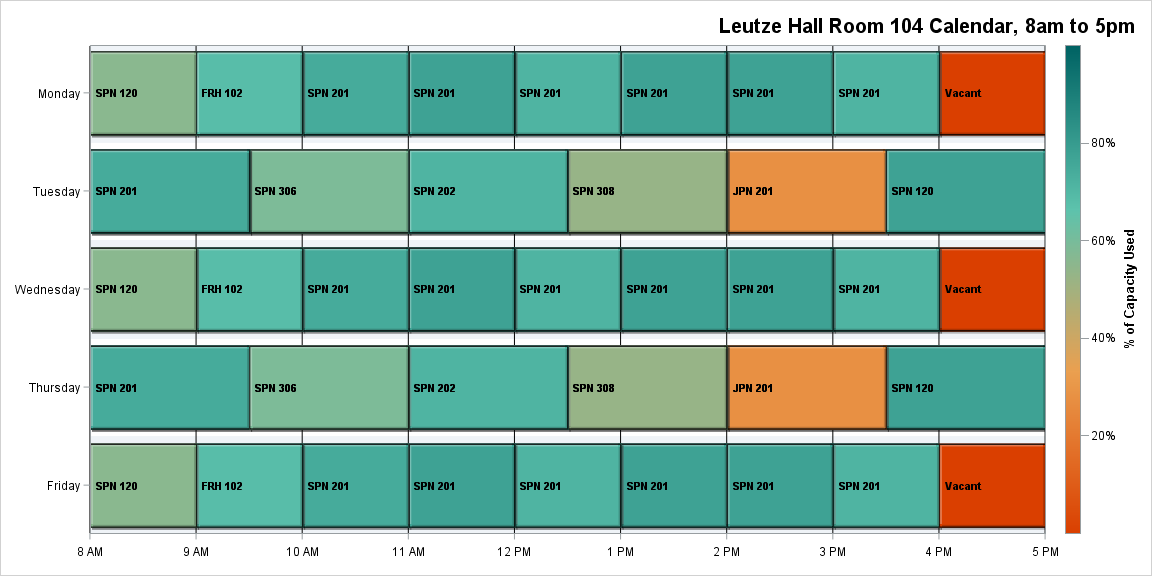 Leutze Hall Room 104 Calendar, 8am to 5pm
Monday SPN 120 FRH 102 SPN 201 SPN 201 SPN 201 SPN 201 SPN 201 SPN 201 Vacant
80%
Tuesday SPN 201 SPN 306 SPN 202 SPN 308 JPN 201 SPN 120
60%
% of Capacity Used
Wednesday SPN 120 FRH 102 SPN 201 SPN 201 SPN 201 SPN 201 SPN 201 SPN 201 Vacant
40%
Thursday SPN 201 SPN 306 SPN 202 SPN 308 JPN 201 SPN 120
20%
Friday SPN 120 FRH 102 SPN 201 SPN 201 SPN 201 SPN 201 SPN 201 SPN 201 Vacant
8 AM 9 AM 10 AM 11 AM 12 PM 1 PM 2 PM 3 PM 4 PM 5 PM